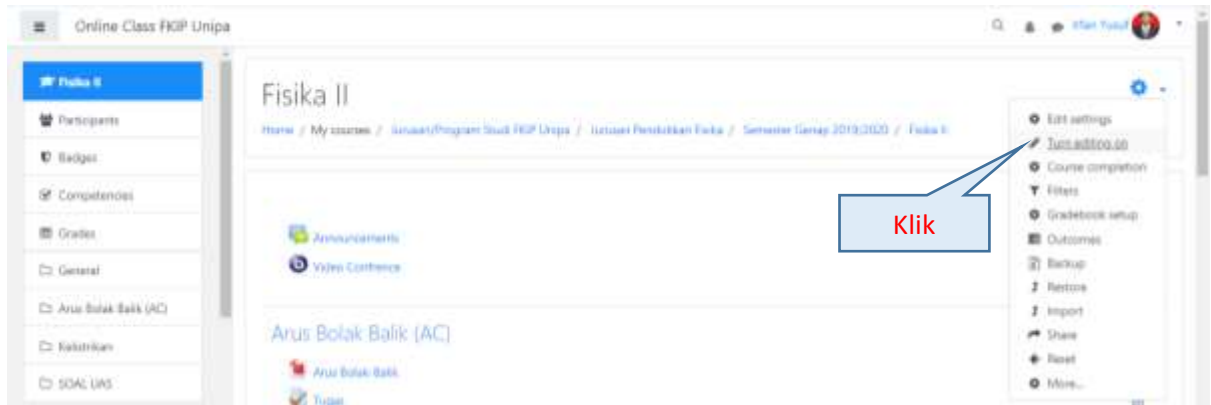 Online Class FKIP Unipa
Irfan Yusuf
Fisika II
Participants
Badges
Competencies
Grades
General
Arus Bolak Balik (AC)
Kelistrikan
SOAL UAS
Fisika II
Home / My courses / Jurusan/Program Studi FKIP Unipa / Jurusan Pendidikan Fisika / Semester Genap 2019/2020 / Fisika II
Announcements
Video Confrence
Arus Bolak Balik (AC)
Arus Bolak Balik
Tugas
Edit settings
Turn editing on
Course completion
Filters
Gradebook setup
Outcomes
Backup
Restore
Import
Share
Reset
More...
Klik